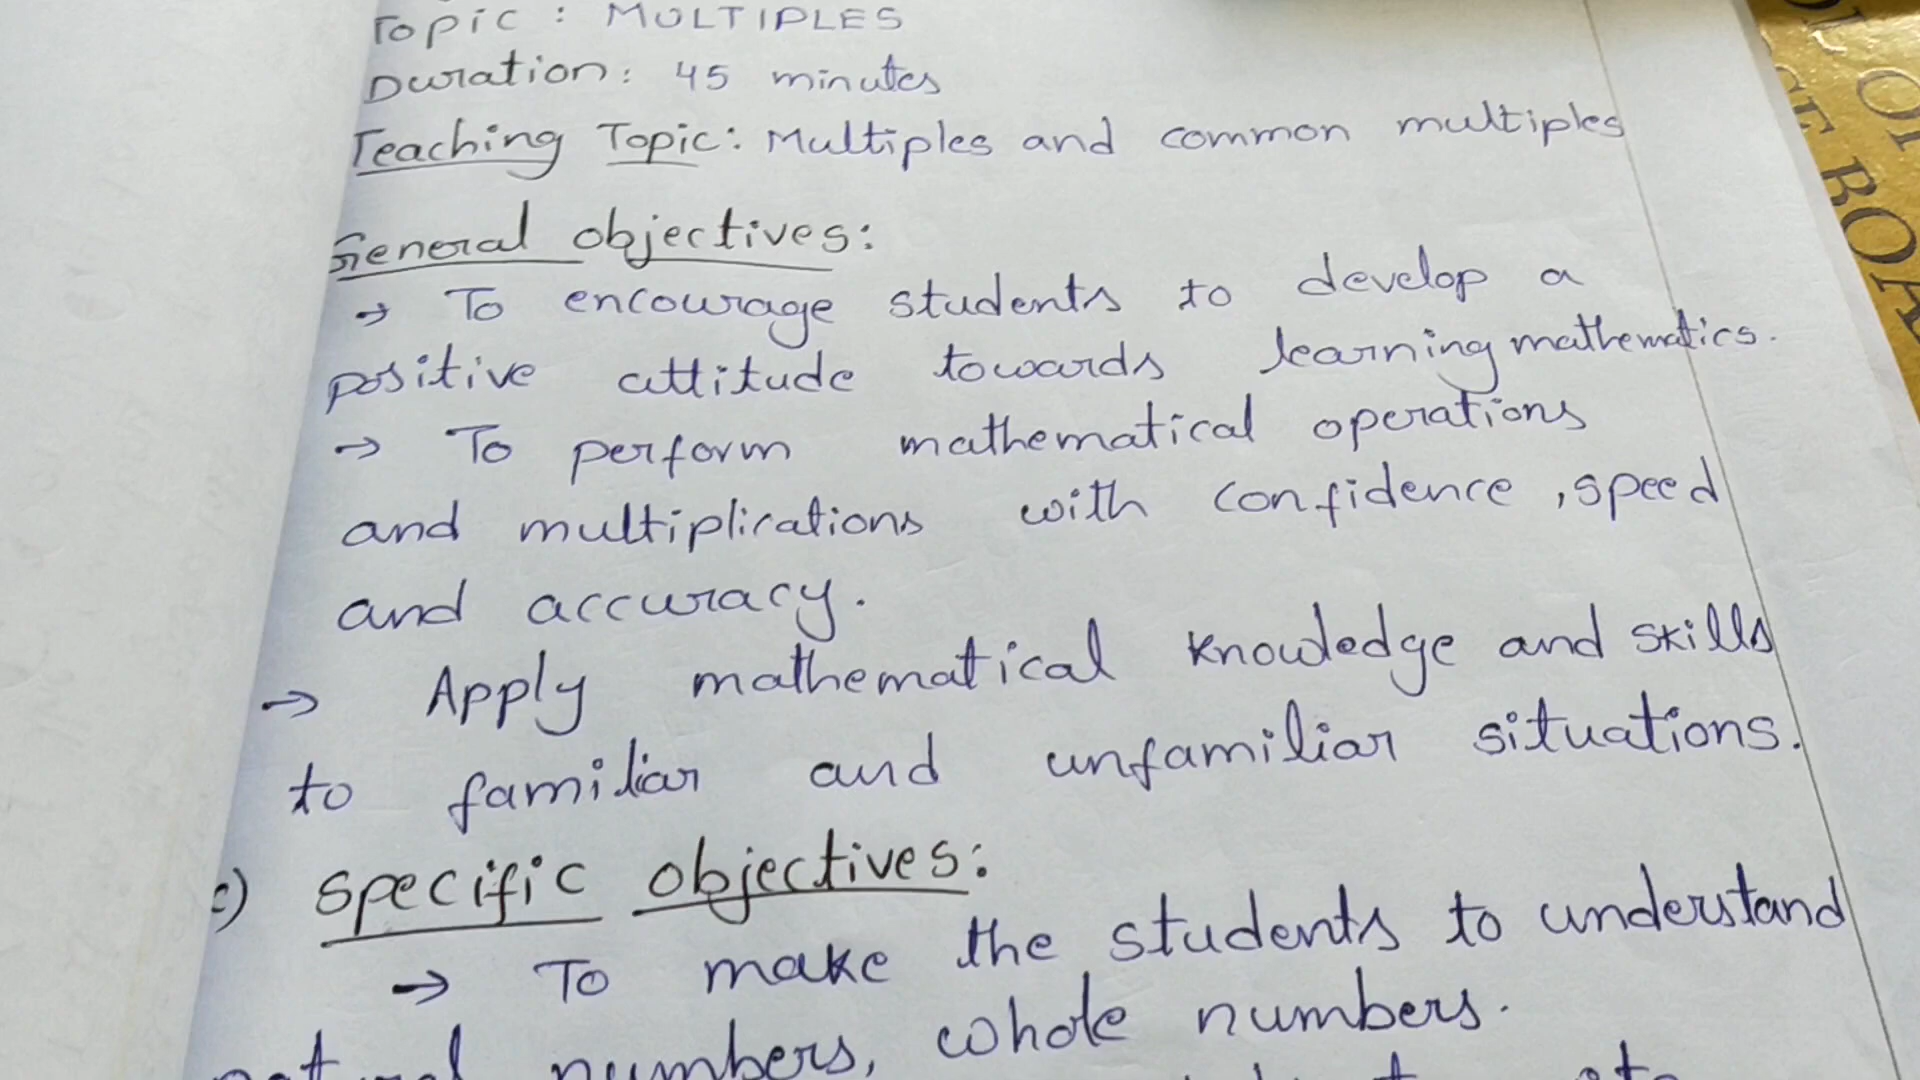 Topic : MULTIPLES
Duration: 45 minutes
Teaching Topic: Multiples and common multiples
General objectives:
→ To encourage students to develop a
positive attitude towards learning mathematics.
→ To perform mathematical operations
and multiplications with confidence, speed
and accuracy.
→ Apply mathematical knowledge and skills
to familiar and unfamiliar situations.
c) specific objectives:
→ To make the students to understand
natural numbers, whole numbers.